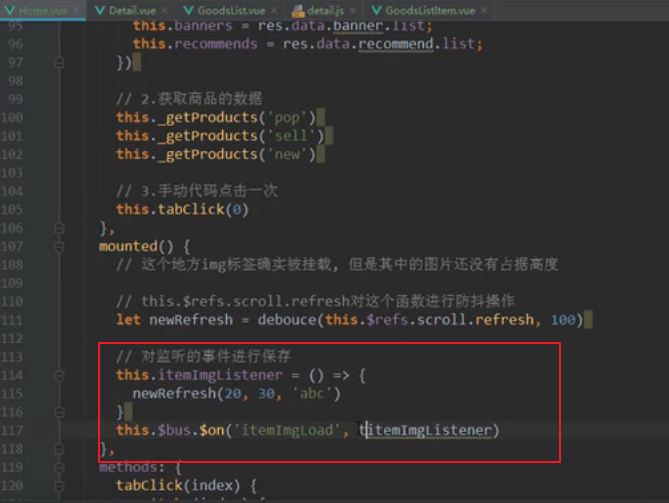 Home.vue × Detail.vue × GoodsList.vue × detail.js × GoodsListItem.vue ×
95 this.banners = res.data.banner.list;
96 this.recommends = res.data.recommend.list;
97 })
98
99 // 2.获取商品的数据
100 this._getProducts('pop')
101 this._getProducts('sell')
102 this._getProducts('new')
103
104 // 3.手动代码点击一次
105 this.tabClick(0)
106 },
107 mounted() {
108 // 这个地方img标签确实被挂载, 但是其中的图片还没有占据高度
109
110 // this.$refs.scroll.refresh对这个函数进行防抖操作
111 let newRefresh = debouce(this.$refs.scroll.refresh, 100)
112
113 // 对监听的事件进行保存
114 this.itemImgListener = () => {
115 newRefresh(20, 30, 'abc')
116 }
117 this.$bus.$on('itemImgLoad', titemImgListener)
118 },
119 methods: {
120 tabClick(index) {